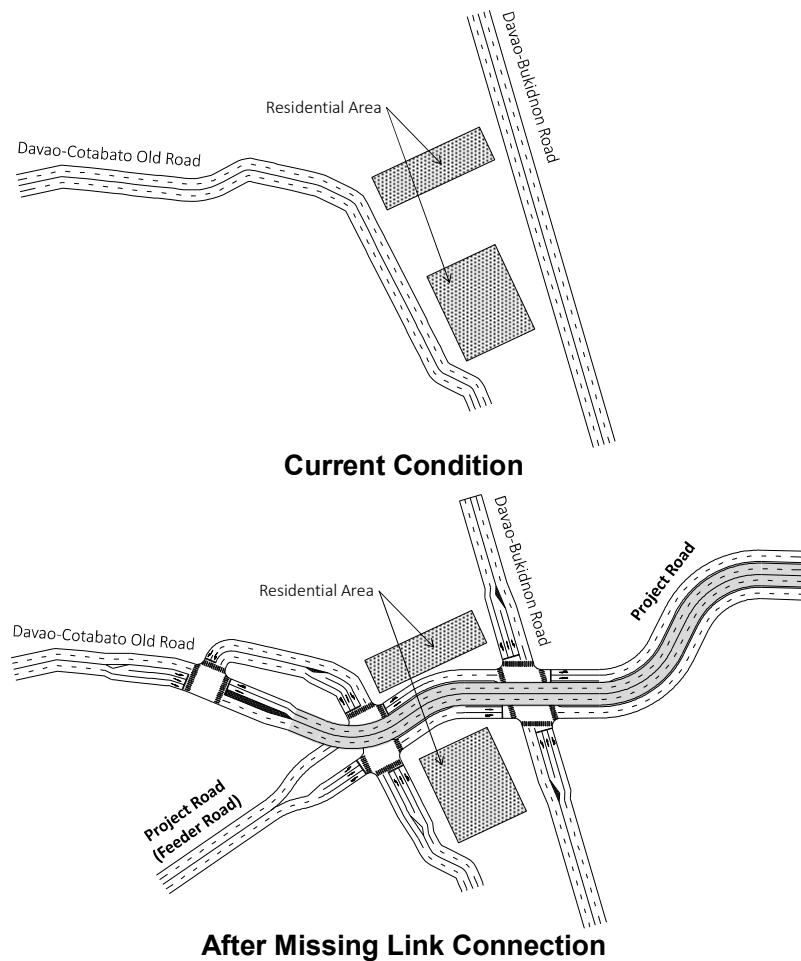 Davao-Bukidnon Road
Residential Area
Davao-Cotabato Old Road
Current Condition
Davao-Bukidnon Road
Project Road
Residential Area
Davao-Cotabato Old Road
Project Road
(Feeder Road)
After Missing Link Connection